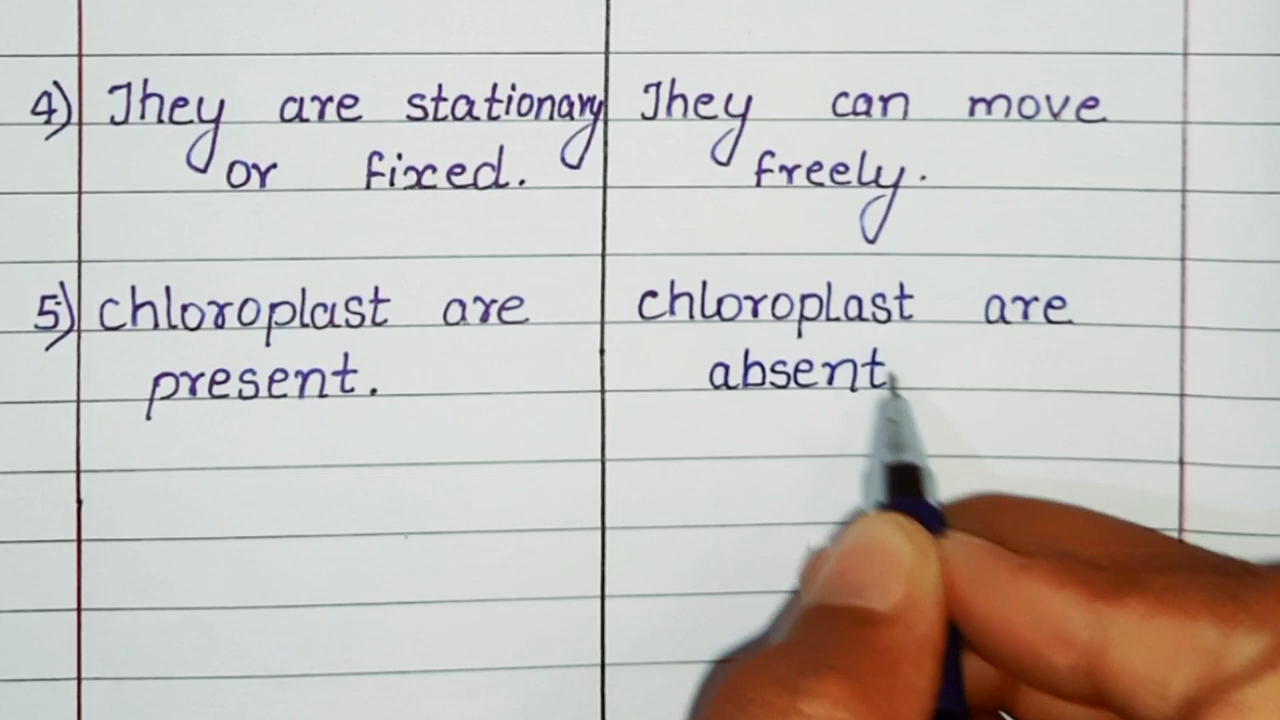 4) They are stationary
or fixed.
They can move
freely.
5) chloroplast are
present.
chloroplast are
absent.